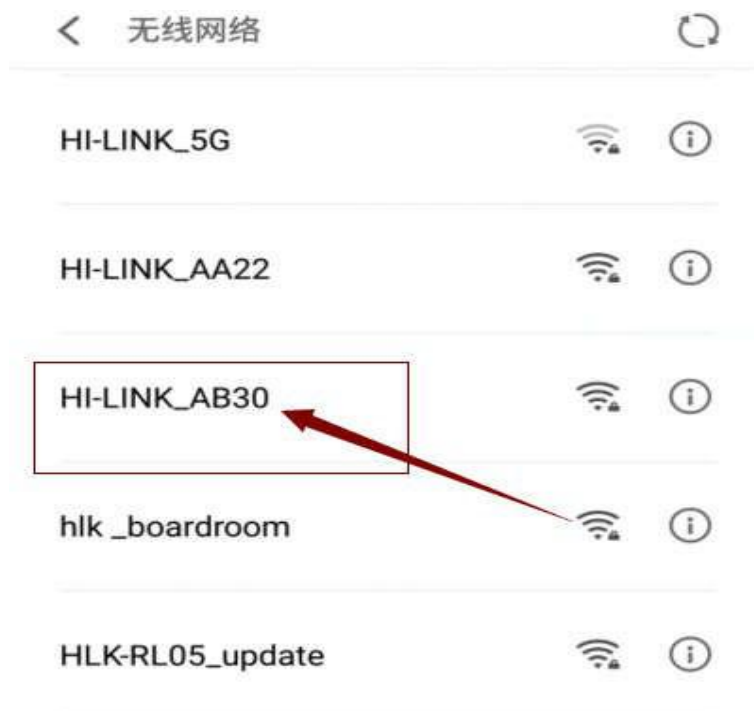 无线网络
HI-LINK_5G
HI-LINK_AA22
HI-LINK_AB30
hlk _boardroom
HLK-RL05_update